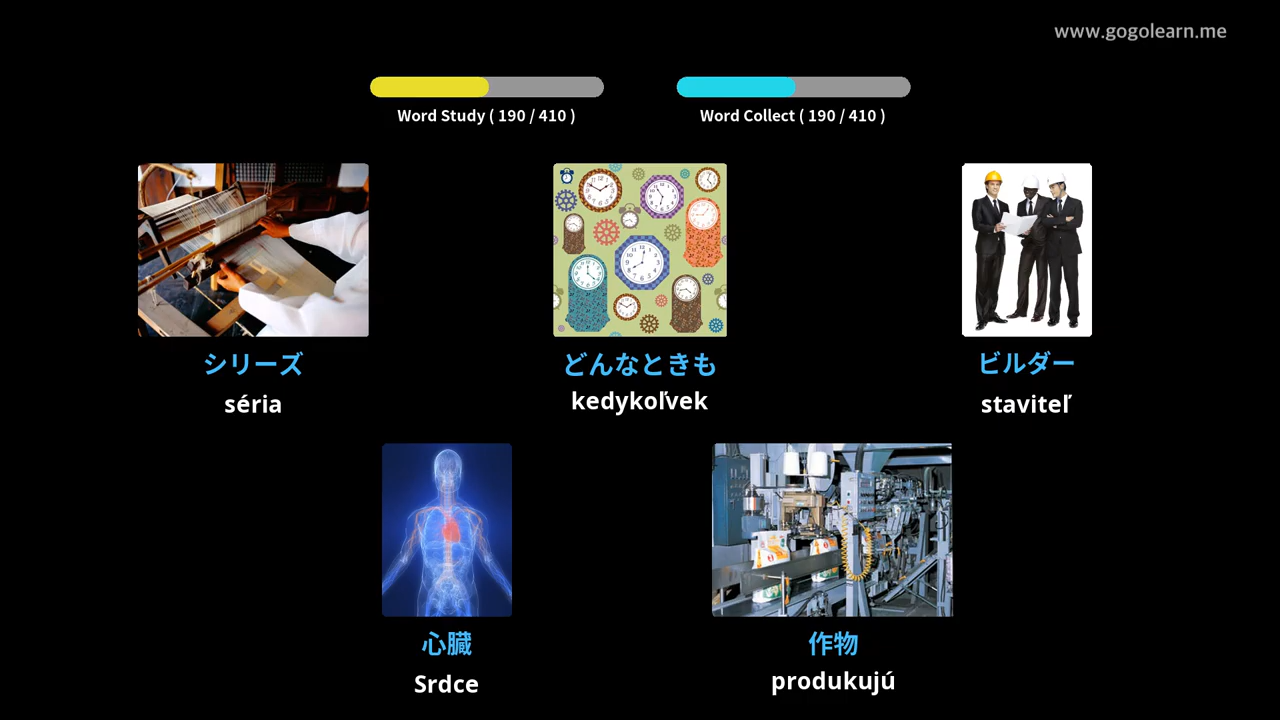 www.gogolearn.me
Word Study ( 190 / 410 )
Word Collect ( 190 / 410 )
シリーズ
séria
どんなときも
kedykoľvek
ビルダー
staviteľ
心臓
Srdce
作物
produkujú